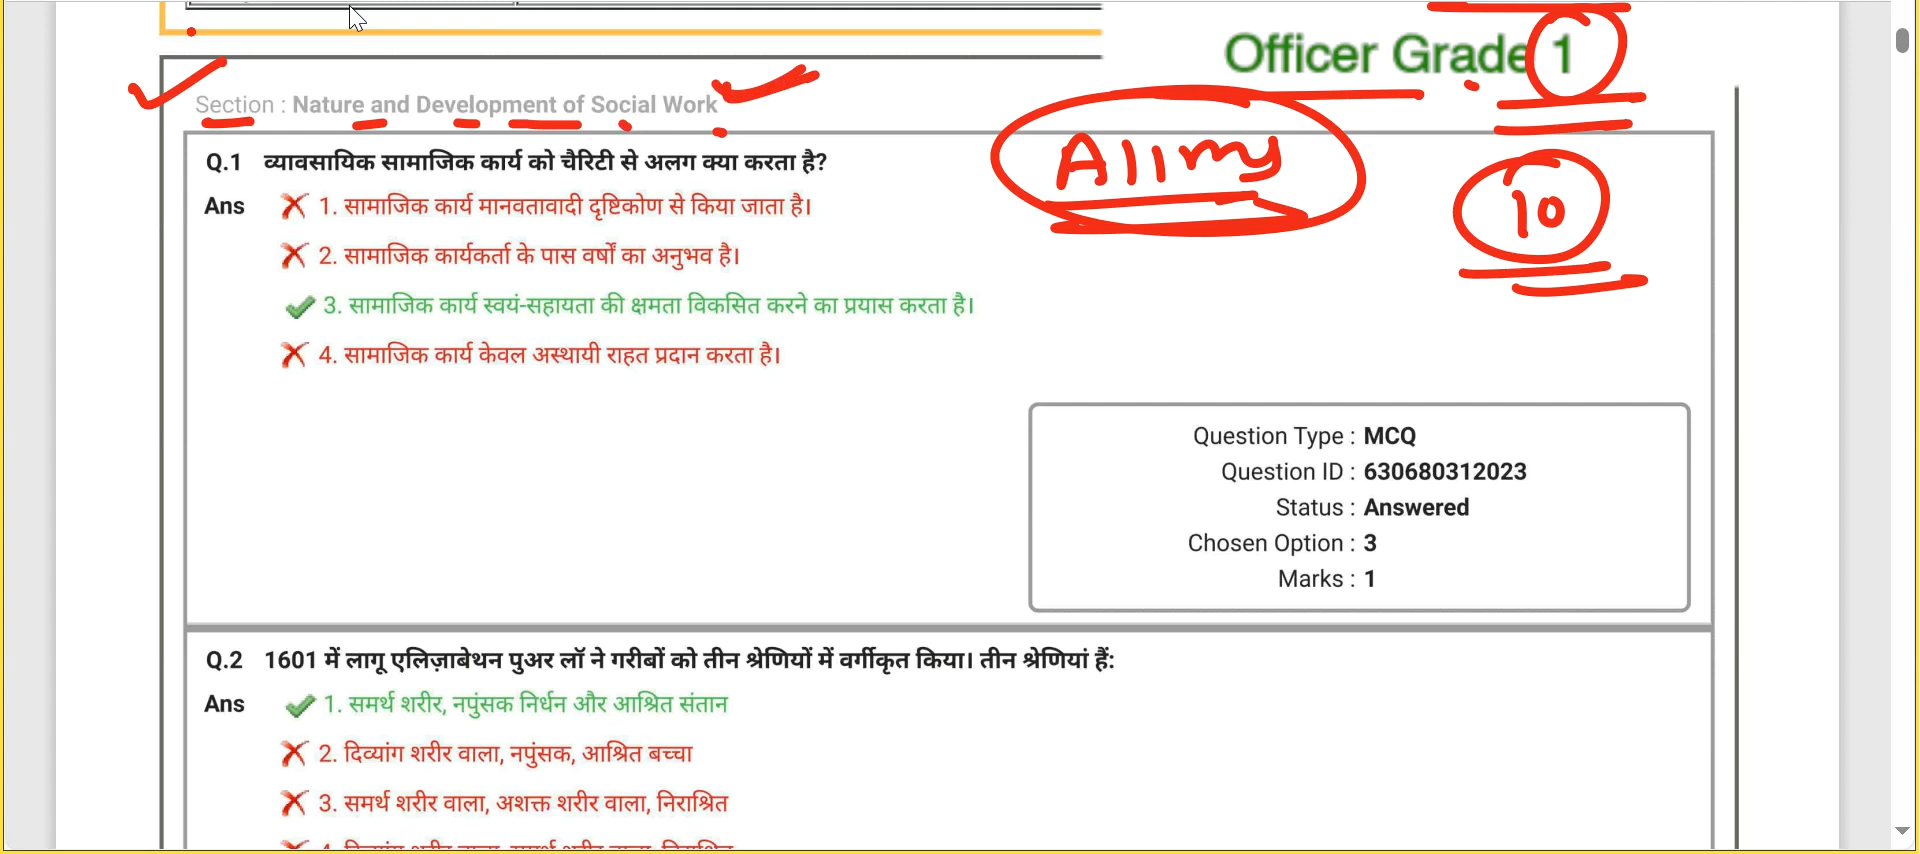 Officer Grade 1
Section : Nature and Development of Social Work
Allmy
10
Q.1 व्यावसायिक सामाजिक कार्य को चैरिटी से अलग क्या करता है?
Ans 1. सामाजिक कार्य मानवतावादी दृष्टिकोण से किया जाता है।
2. सामाजिक कार्यकर्ता के पास वर्षों का अनुभव है।
3. सामाजिक कार्य स्वयं-सहायता की क्षमता विकसित करने का प्रयास करता है।
4. सामाजिक कार्य केवल अस्थायी राहत प्रदान करता है।
Question Type : MCQ
Question ID : 630680312023
Status : Answered
Chosen Option : 3
Marks : 1
Q.2 1601 में लागू एलिज़ाबेथन पुअर लॉ ने गरीबों को तीन श्रेणियों में वर्गीकृत किया। तीन श्रेणियां हैं:
Ans 1. समर्थ शरीर, नपुंसक निर्धन और आश्रित संतान
2. दिव्यांग शरीर वाला, नपुंसक, आश्रित बच्चा
3. समर्थ शरीर वाला, अशक्त शरीर वाला, निराश्रित